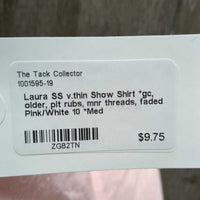 The Tack Collector
1001595-19
Laura SS v.thin Show Shirt *gc,
older, pit rubs, mnr threads, faded
Pink/White 10 *Med
ZGB2TN
$9.75